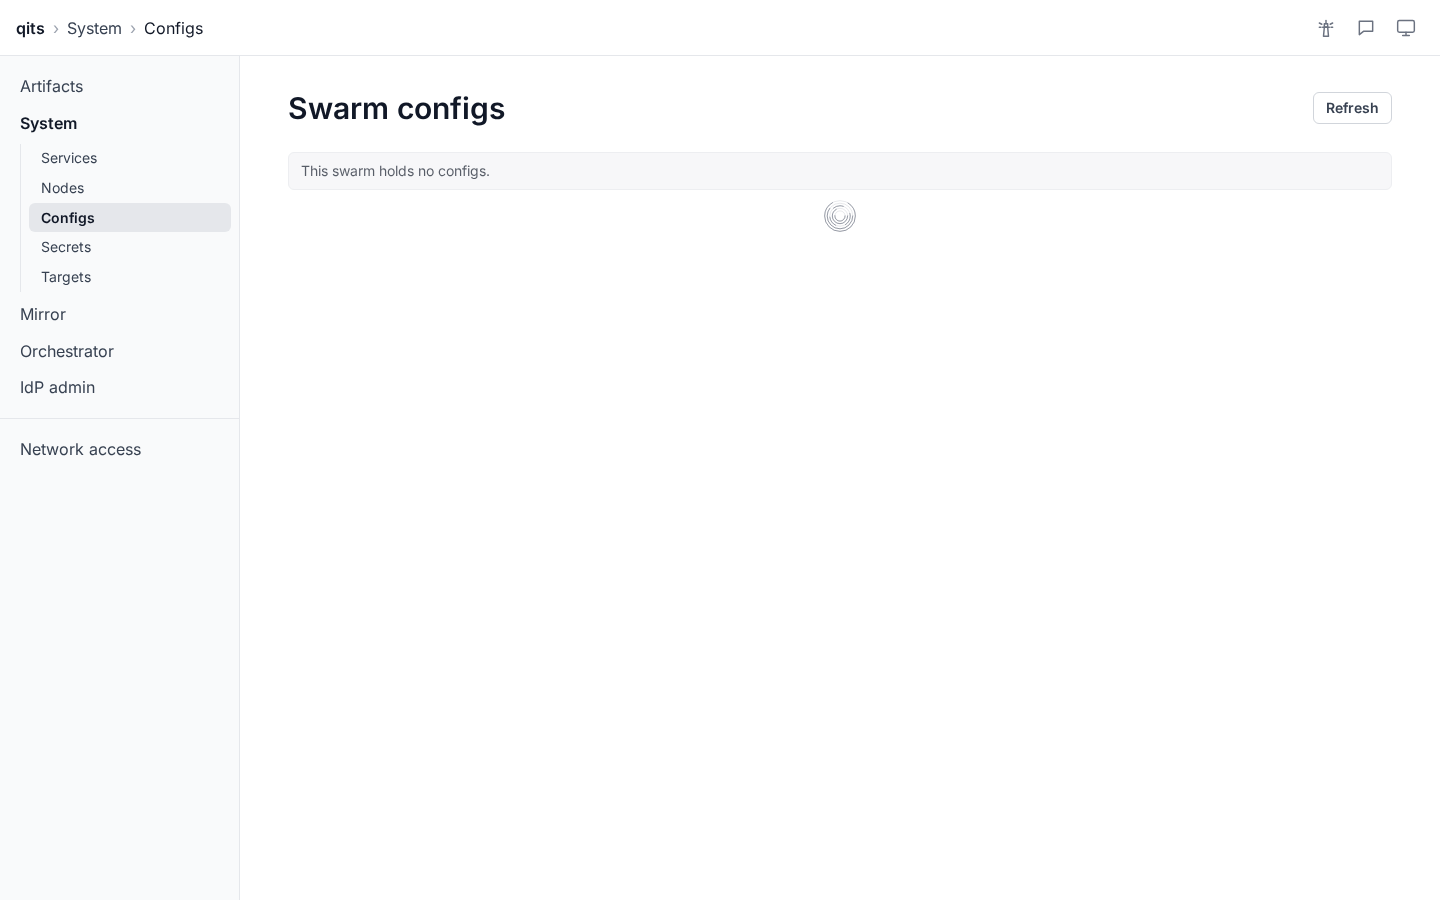 qits › System › Configs
Artifacts
System
Services
Nodes
Configs
Secrets
Targets
Mirror
Orchestrator
IdP admin
Network access
Swarm configs
Refresh
This swarm holds no configs.